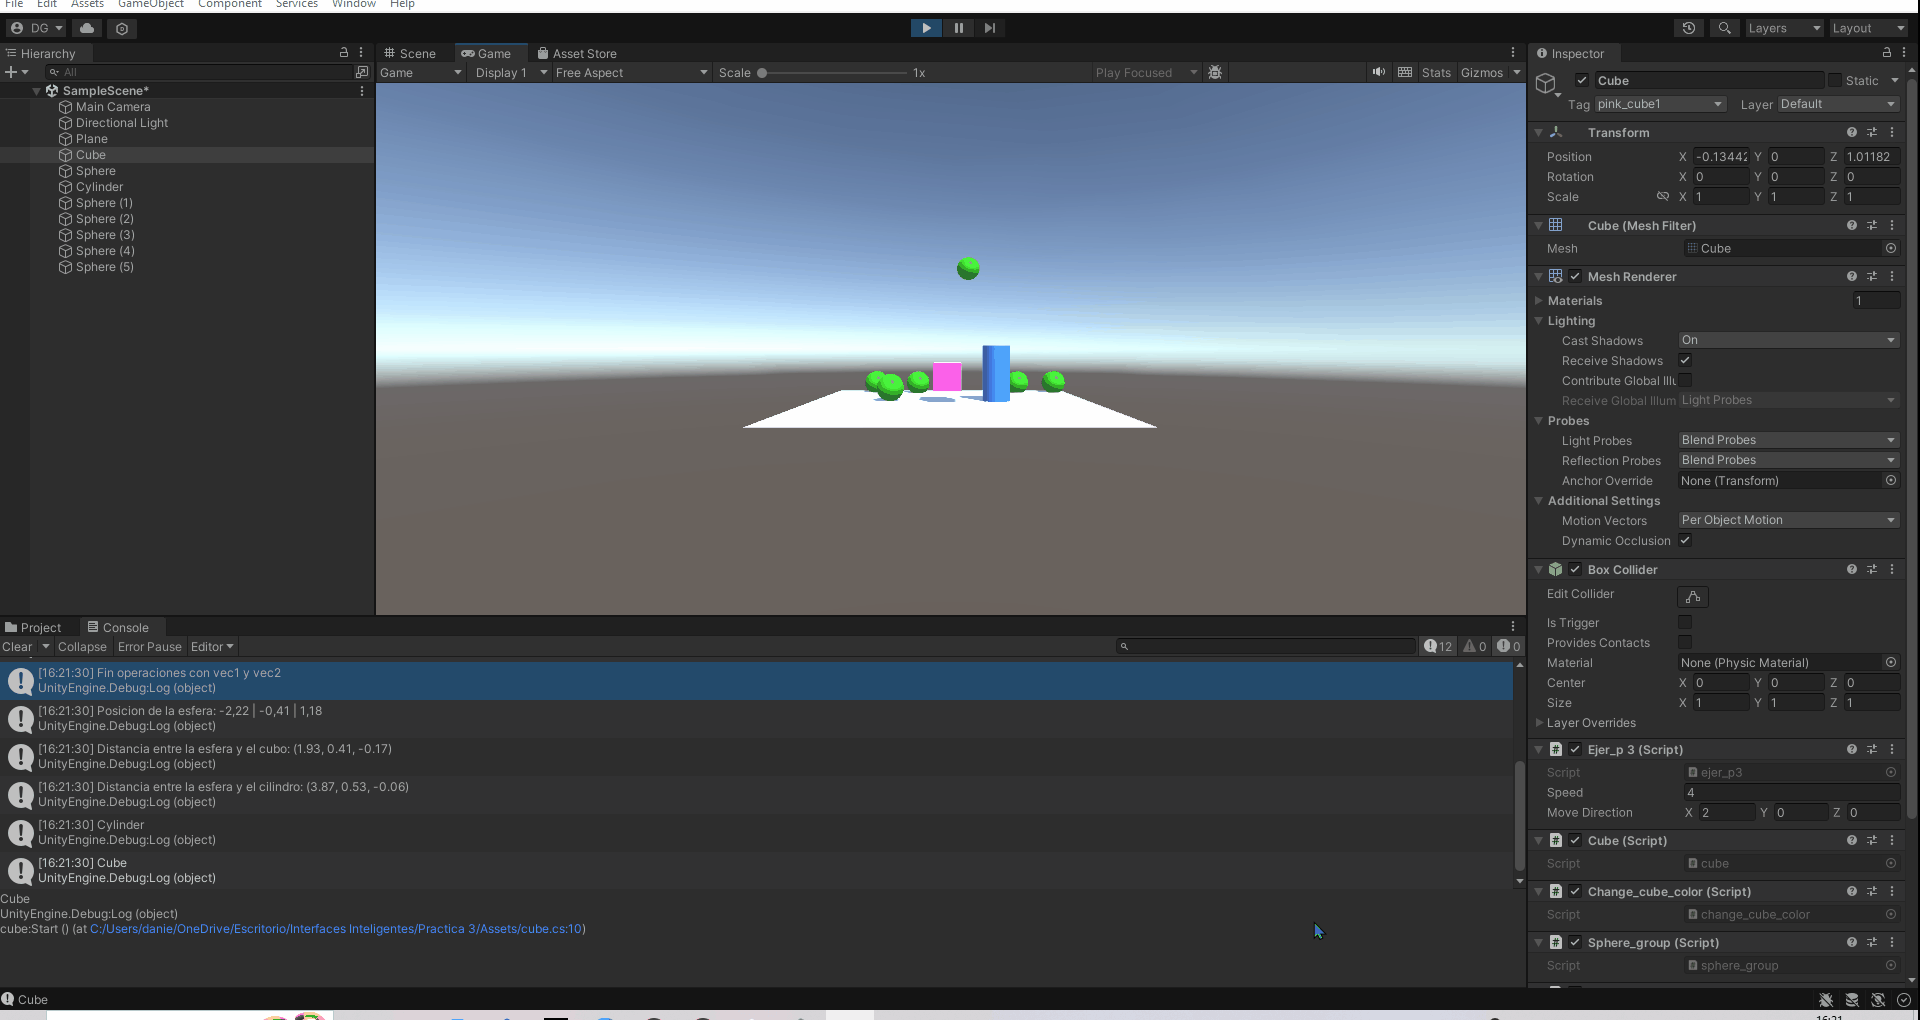 File Edit Assets GameObject Component Services Window Help
DG
Layers
Layout
Hierarchy
All
SampleScene*
Main Camera
Directional Light
Plane
Cube
Sphere
Cylinder
Sphere (1)
Sphere (2)
Sphere (3)
Sphere (4)
Sphere (5)
Scene Game Asset Store
Game Display 1 Free Aspect Scale 1x Play Focused Stats Gizmos
Project Console
Clear Collapse Error Pause Editor 12 0 0
[16:21:30] Fin operaciones con vec1 y vec2
UnityEngine.Debug:Log (object)
[16:21:30] Posicion de la esfera: -2,22 | -0,41 | 1,18
UnityEngine.Debug:Log (object)
[16:21:30] Distancia entre la esfera y el cubo: (1.93, 0.41, -0.17)
UnityEngine.Debug:Log (object)
[16:21:30] Distancia entre la esfera y el cilindro: (3.87, 0.53, -0.06)
UnityEngine.Debug:Log (object)
[16:21:30] Cylinder
UnityEngine.Debug:Log (object)
[16:21:30] Cube
UnityEngine.Debug:Log (object)
Cube
UnityEngine.Debug:Log (object)
cube:Start () (at C:/Users/danie/OneDrive/Escritorio/Interfaces Inteligentes/Practica 3/Assets/cube.cs:10)
Cube
Inspector
Cube Static
Tag pink_cube1 Layer Default
Transform
Position X -0.13442 Y 0 Z 1.01182
Rotation X 0 Y 0 Z 0
Scale X 1 Y 1 Z 1
Cube (Mesh Filter)
Mesh Cube
Mesh Renderer
Materials 1
Lighting
Cast Shadows On
Receive Shadows
Contribute Global Illu
Receive Global Illum Light Probes
Probes
Light Probes Blend Probes
Reflection Probes Blend Probes
Anchor Override None (Transform)
Additional Settings
Motion Vectors Per Object Motion
Dynamic Occlusion
Box Collider
Edit Collider
Is Trigger
Provides Contacts
Material None (Physic Material)
Center X 0 Y 0 Z 0
Size X 1 Y 1 Z 1
Layer Overrides
Ejer_p 3 (Script)
Script ejer_p3
Speed 4
Move Direction X 2 Y 0 Z 0
Cube (Script)
Script cube
Change_cube_color (Script)
Script change_cube_color
Sphere_group (Script)
Script sphere_group
16:21